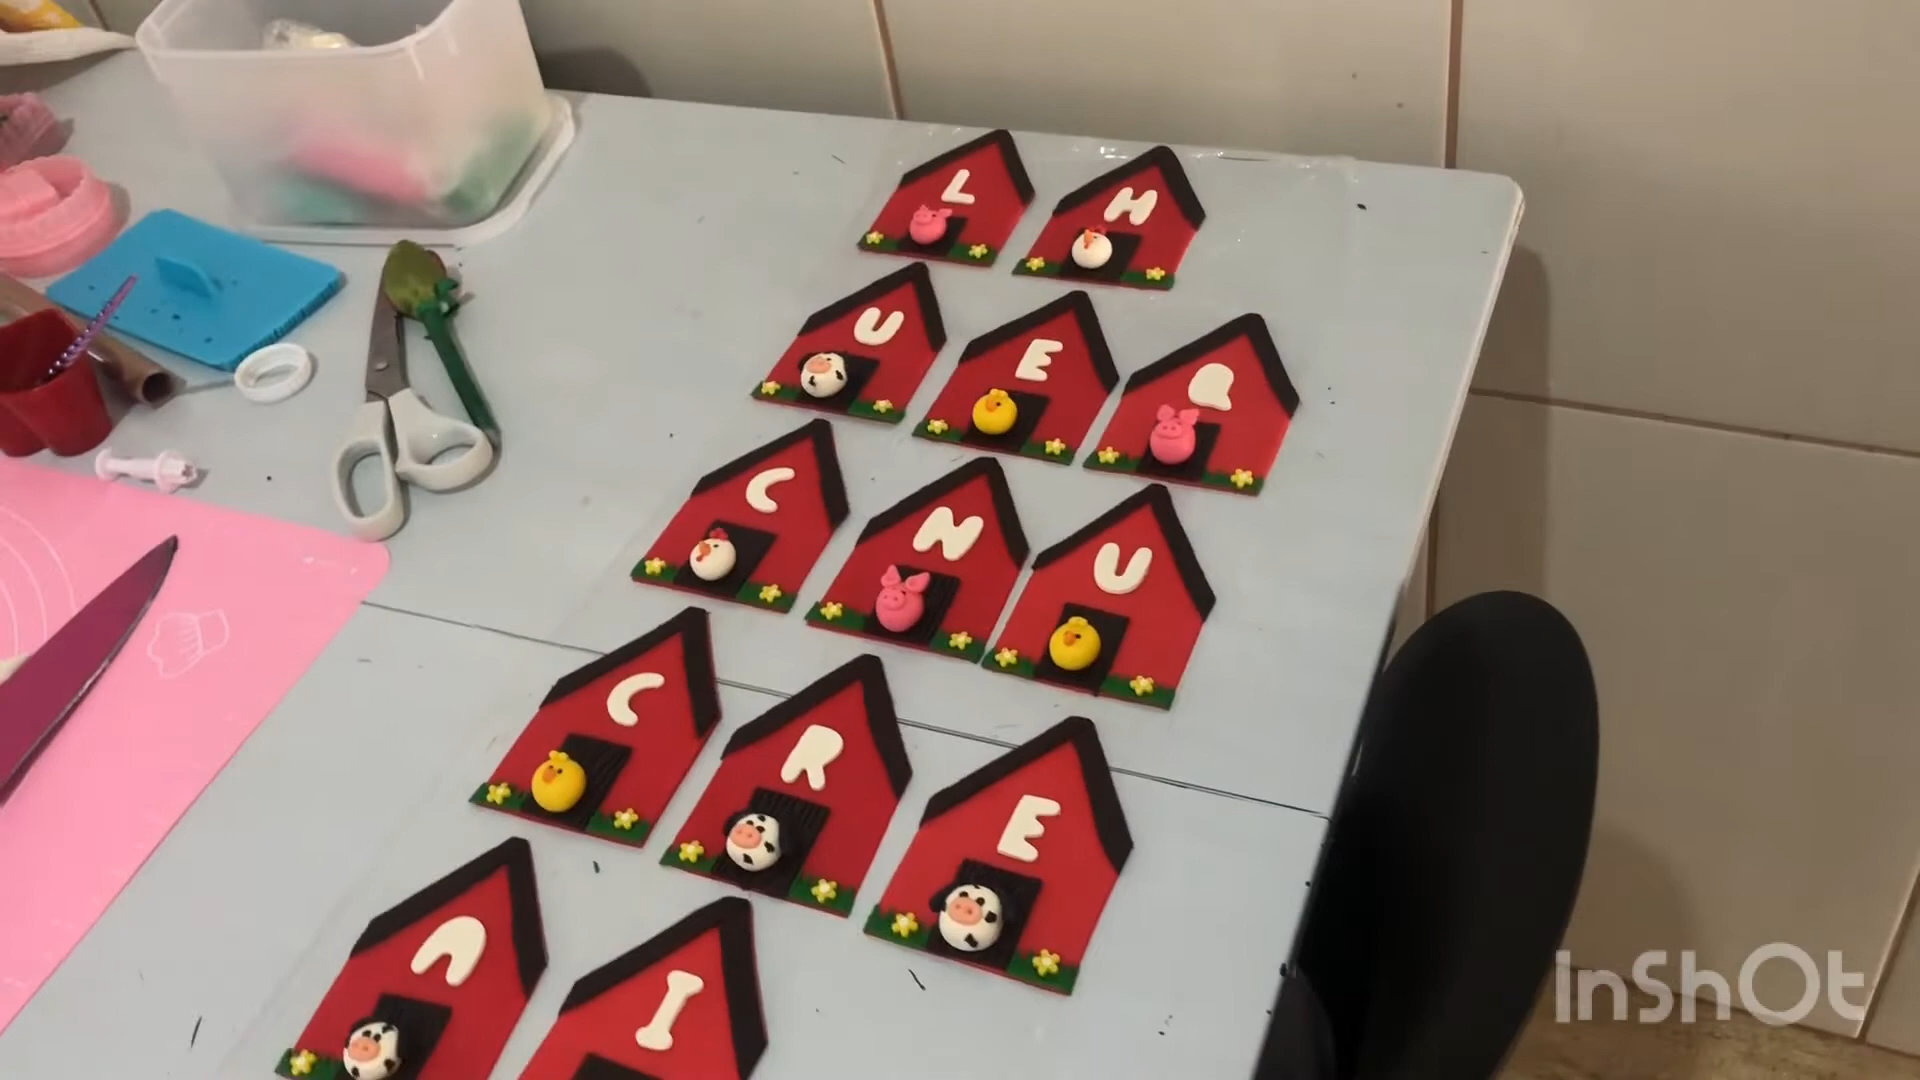 L H
U E Q
C N U
C R E
A I
InShOt